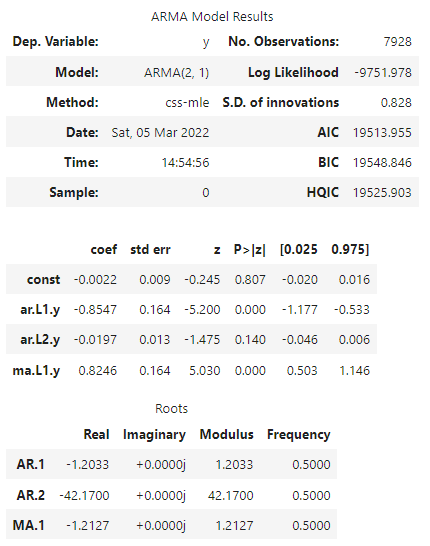 ARMA Model Results
Dep. Variable: y No. Observations: 7928
Model: ARMA(2, 1) Log Likelihood -9751.978
Method: css-mle S.D. of innovations 0.828
Date: Sat, 05 Mar 2022 AIC 19513.955
Time: 14:54:56 BIC 19548.846
Sample: 0 HQIC 19525.903
coef std err z P>|z| [0.025 0.975]
const -0.0022 0.009 -0.245 0.807 -0.020 0.016
ar.L1.y -0.8547 0.164 -5.200 0.000 -1.177 -0.533
ar.L2.y -0.0197 0.013 -1.475 0.140 -0.046 0.006
ma.L1.y 0.8246 0.164 5.030 0.000 0.503 1.146
Roots
Real Imaginary Modulus Frequency
AR.1 -1.2033 +0.0000j 1.2033 0.5000
AR.2 -42.1700 +0.0000j 42.1700 0.5000
MA.1 -1.2127 +0.0000j 1.2127 0.5000